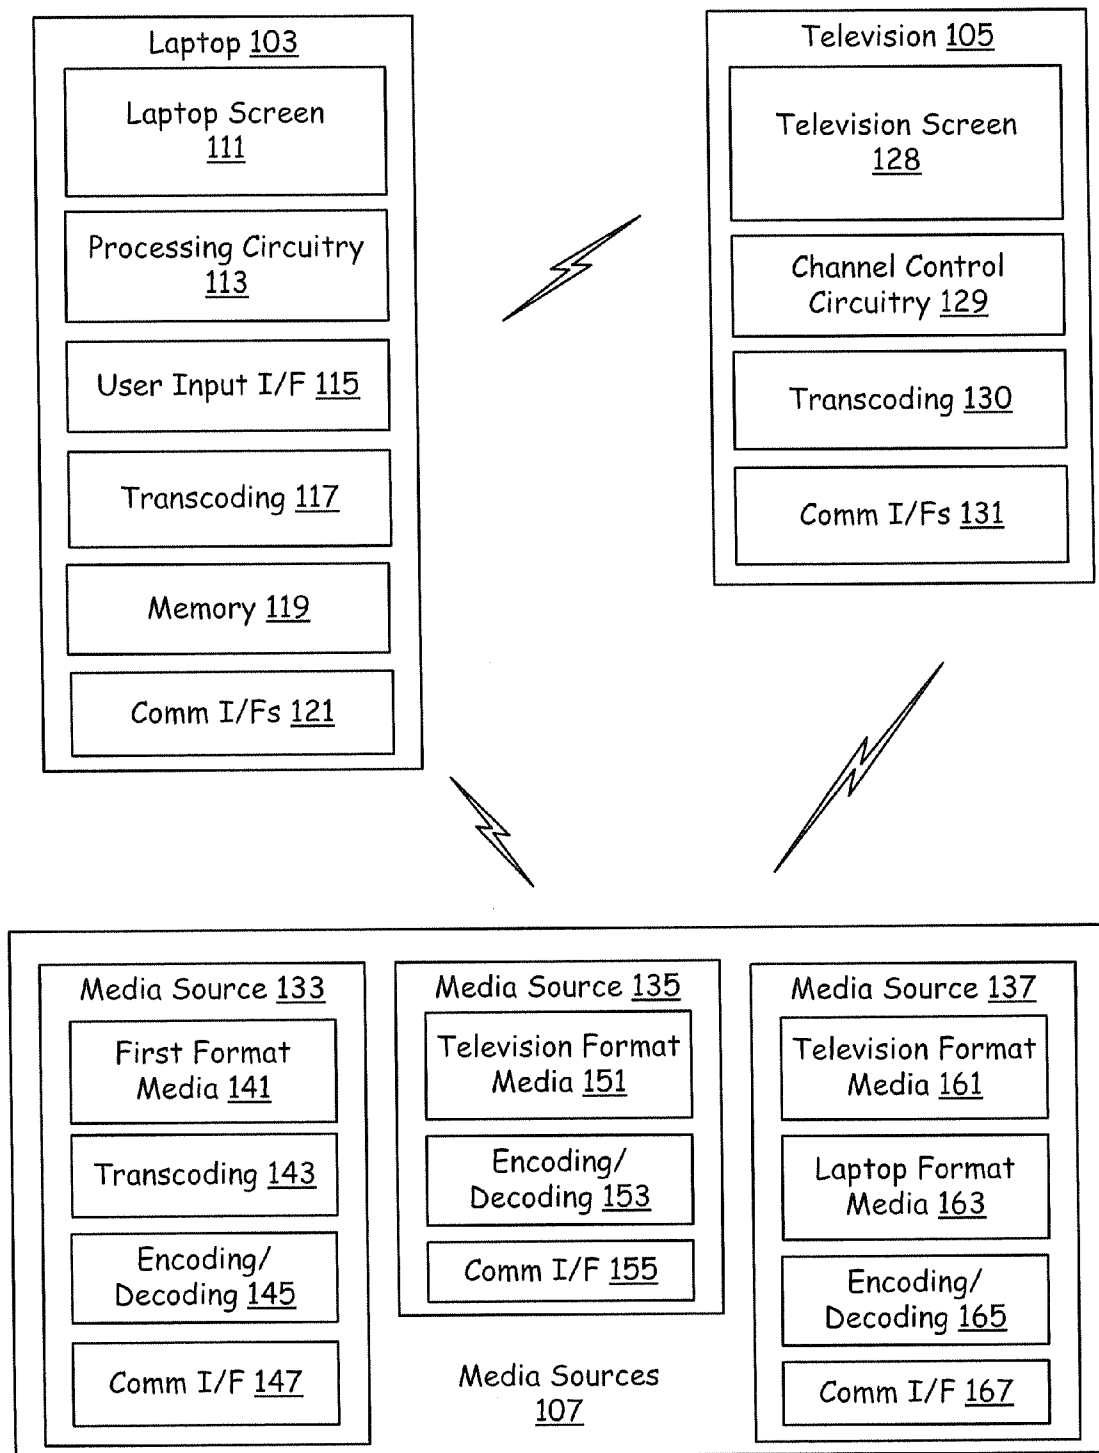 Laptop 103
Laptop Screen
111
Processing Circuitry
113
User Input I/F 115
Transcoding 117
Memory 119
Comm I/Fs 121
Television 105
Television Screen
128
Channel Control
Circuitry 129
Transcoding 130
Comm I/Fs 131
Media Source 133
First Format
Media 141
Transcoding 143
Encoding/
Decoding 145
Comm I/F 147
Media Source 135
Television Format
Media 151
Encoding/
Decoding 153
Comm I/F 155
Media Sources
107
Media Source 137
Television Format
Media 161
Laptop Format
Media 163
Encoding/
Decoding 165
Comm I/F 167